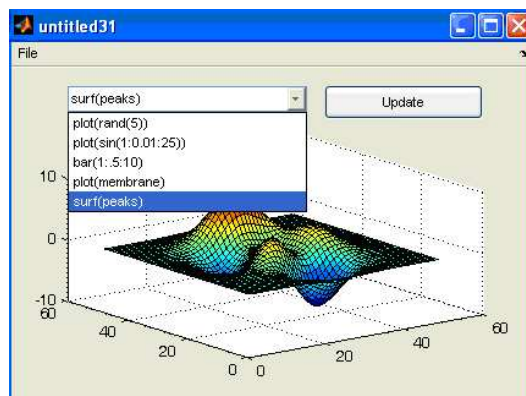 untitled31
File
surf(peaks)
Update
plot(rand(5))
plot(sin(1:0.01:25))
bar(1:.5:10)
plot(membrane)
surf(peaks)
10
0
-10
60
40
20
0
0
20
40
60